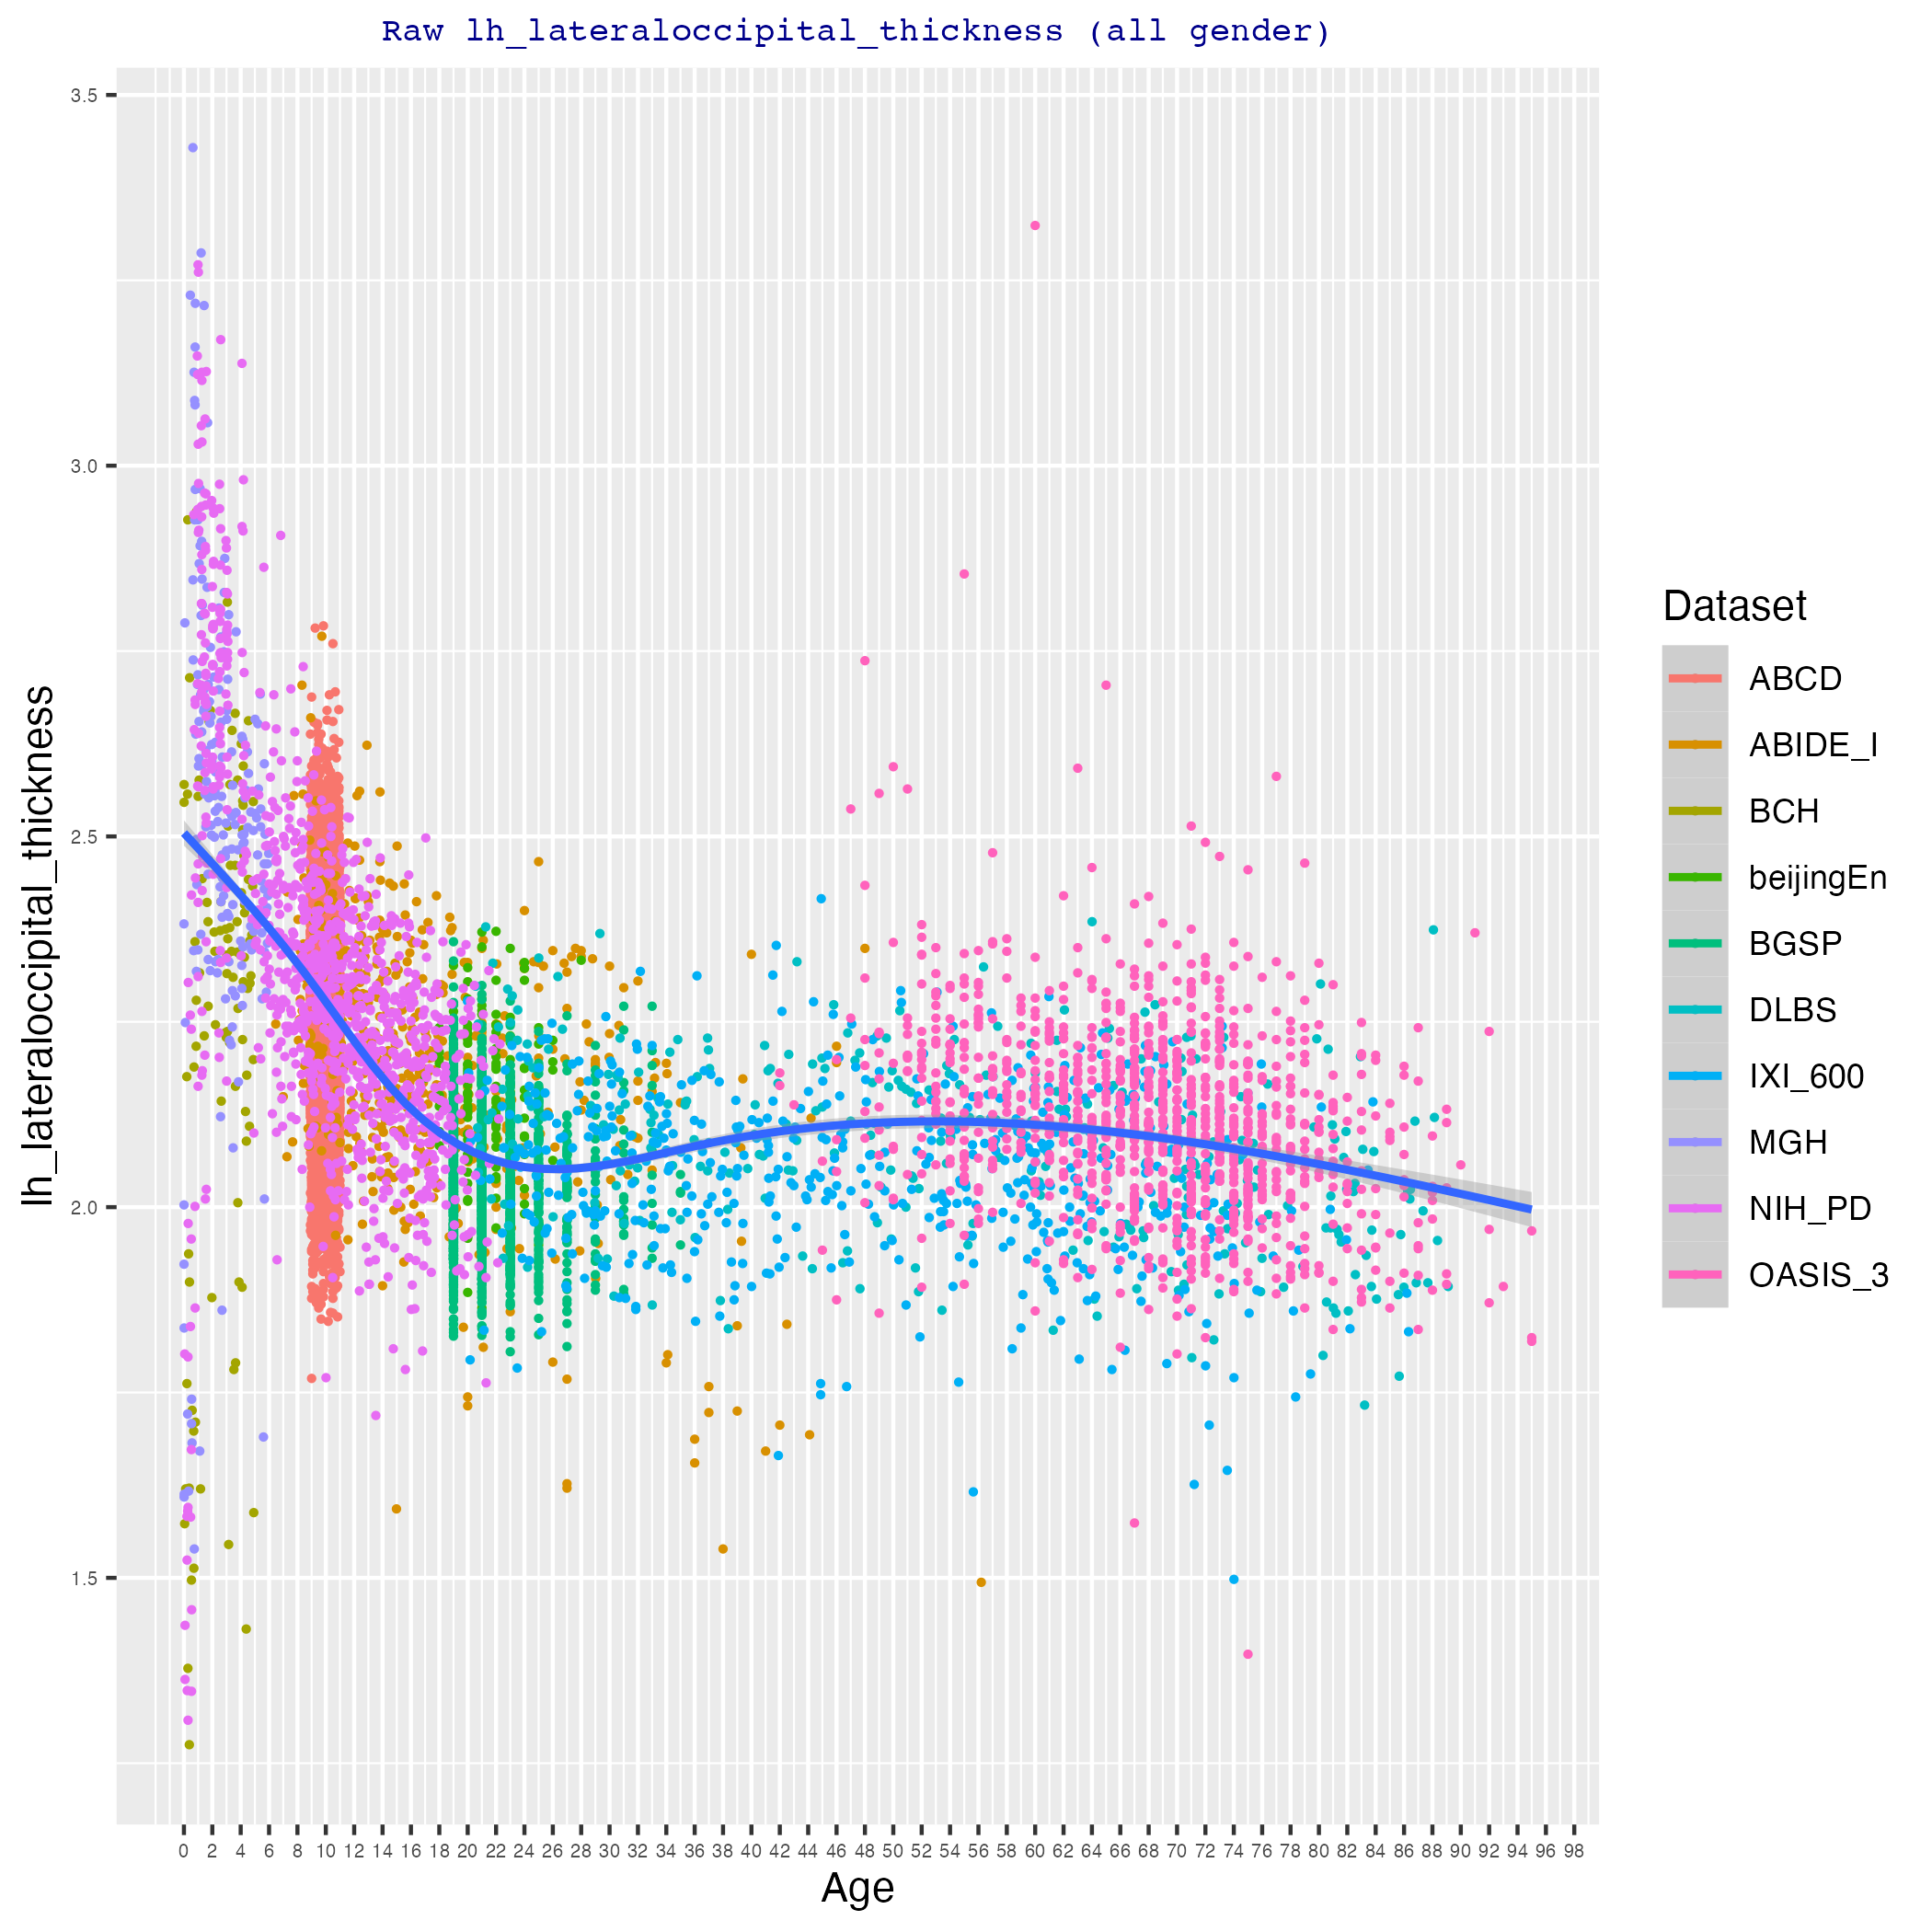 Raw lh_lateraloccipital_thickness (all gender)
lh_lateraloccipital_thickness
3.5
3.0
2.5
2.0
1.5
0 2 4 6 8 10 12 14 16 18 20 22 24 26 28 30 32 34 36 38 40 42 44 46 48 50 52 54 56 58 60 62 64 66 68 70 72 74 76 78 80 82 84 86 88 90 92 94 96 98
Age
Dataset
ABCD
ABIDE_I
BCH
beijingEn
BGSP
DLBS
IXI_600
MGH
NIH_PD
OASIS_3